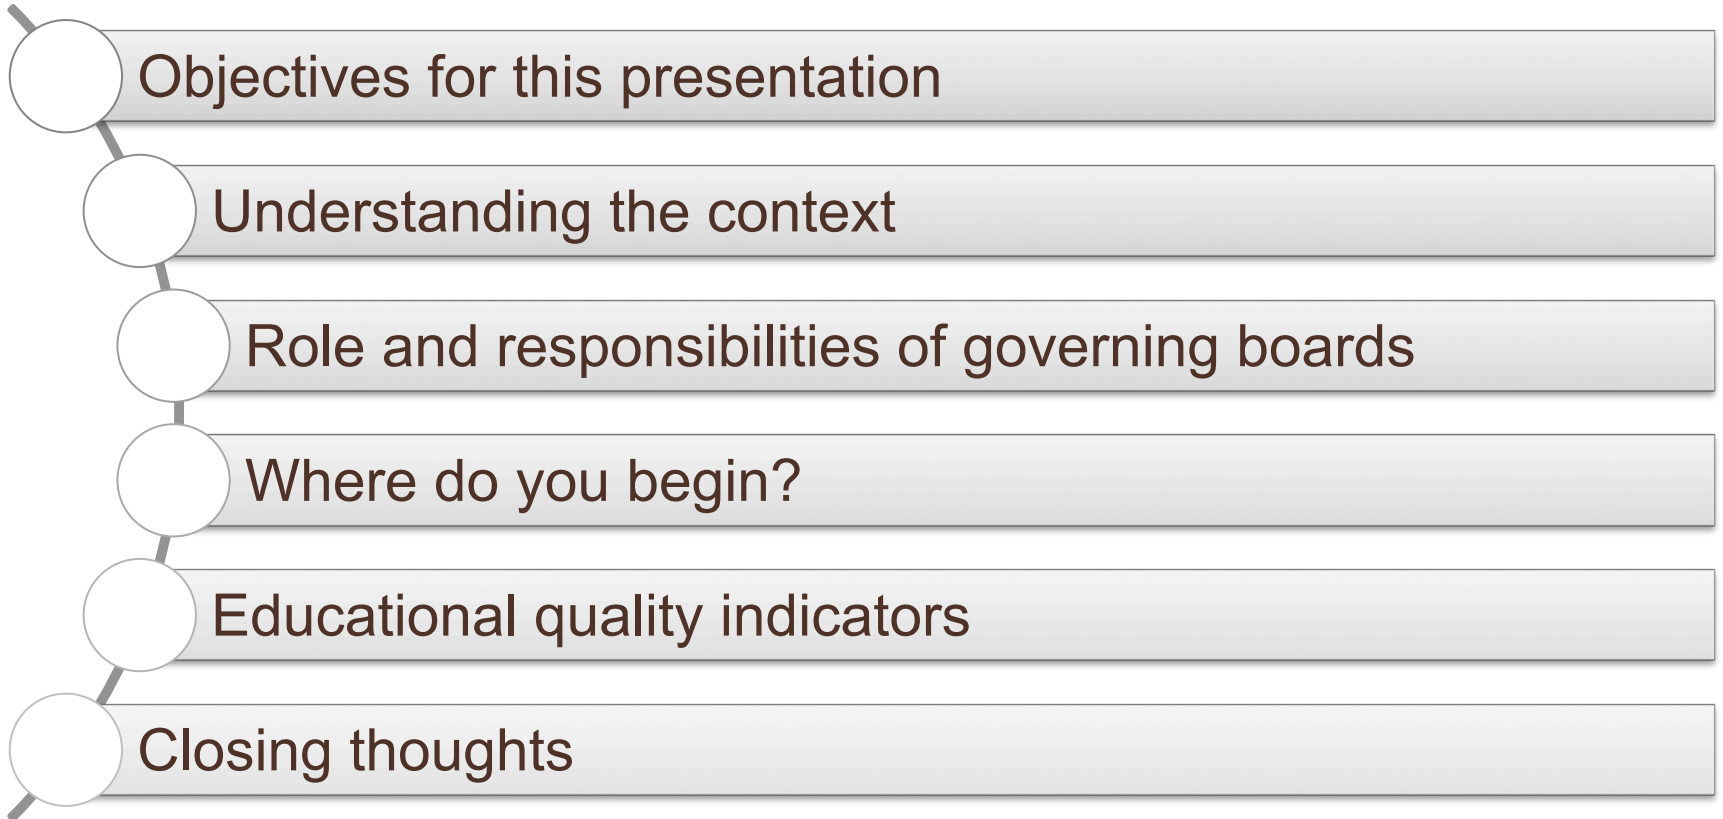 Objectives for this presentation
Understanding the context
Role and responsibilities of governing boards
Where do you begin?
Educational quality indicators
Closing thoughts